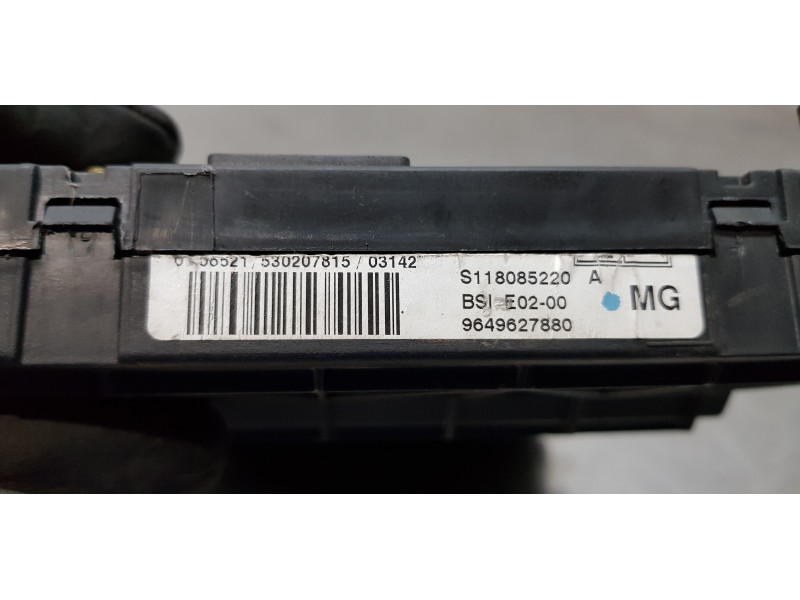 530207815 / 03142
S118085220 A
BSI E02-00
MG
9649627880